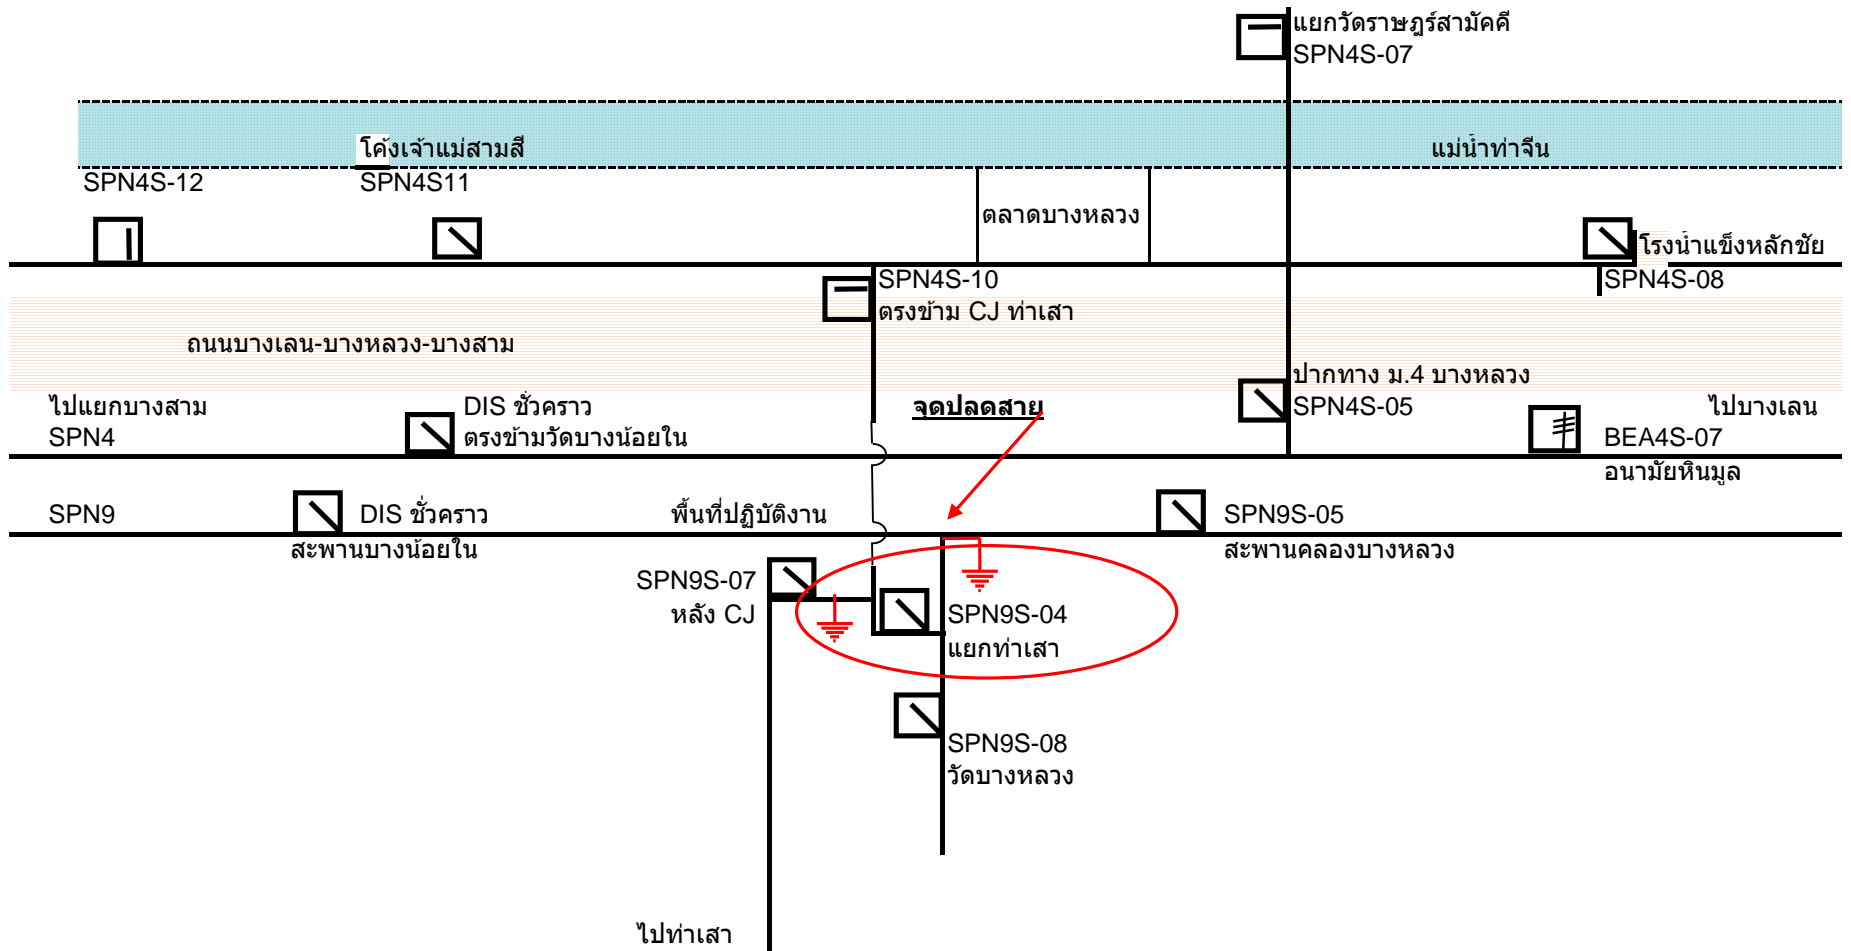 แยกวัดราษฎร์สามัคคี
SPN4S-07
โค้งเจ้าแม่สามสี
แม่น้ำท่าจีน
SPN4S-12
SPN4S11
ตลาดบางหลวง
โรงน้ำแข็งหลักชัย
SPN4S-10
SPN4S-08
ตรงข้าม CJ ท่าเสา
ถนนบางเลน-บางหลวง-บางสาม
ปากทาง ม.4 บางหลวง
ไปแยกบางสาม
DIS ชั่วคราว
จุดปลดสาย
SPN4S-05
ไปบางเลน
SPN4
ตรงข้ามวัดบางน้อยใน
BEA4S-07
อนามัยหินมูล
SPN9
DIS ชั่วคราว
พื้นที่ปฏิบัติงาน
SPN9S-05
สะพานบางน้อยใน
สะพานคลองบางหลวง
SPN9S-07
หลัง CJ
SPN9S-04
แยกท่าเสา
SPN9S-08
วัดบางหลวง
ไปท่าเสา